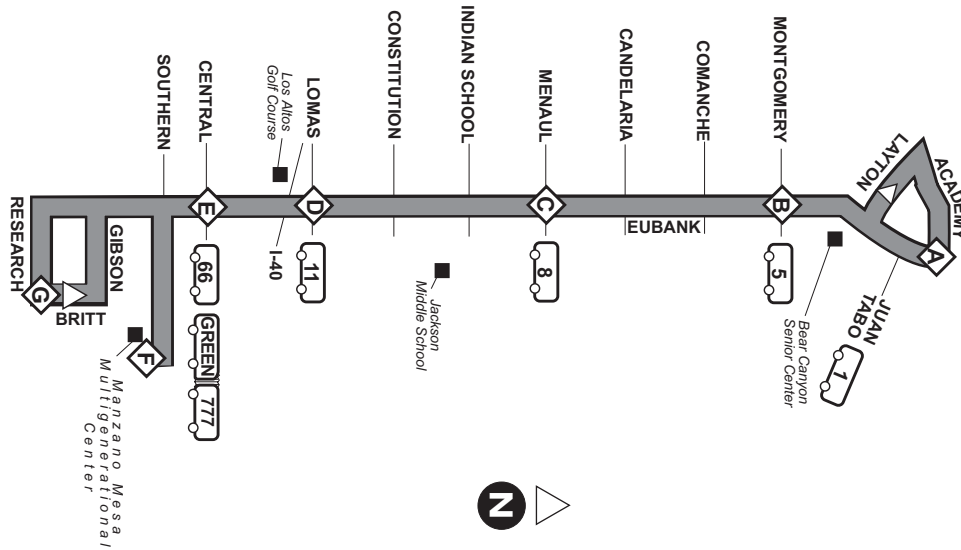 ACADEMY
LAYTON
A
JUAN
TABO
1
Bear Canyon
Senior Center
MONTGOMERY
B
5
COMANCHE
EUBANK
CANDELARIA
MENAUL
C
8
INDIAN SCHOOL
Jackson
Middle School
CONSTITUTION
LOMAS
D
11
I-40
Los Altos
Golf Course
CENTRAL
E
66
GREEN
777
SOUTHERN
F
Manzano Mesa
Multigenerational
Center
GIBSON
BRITT
G
RESEARCH
N